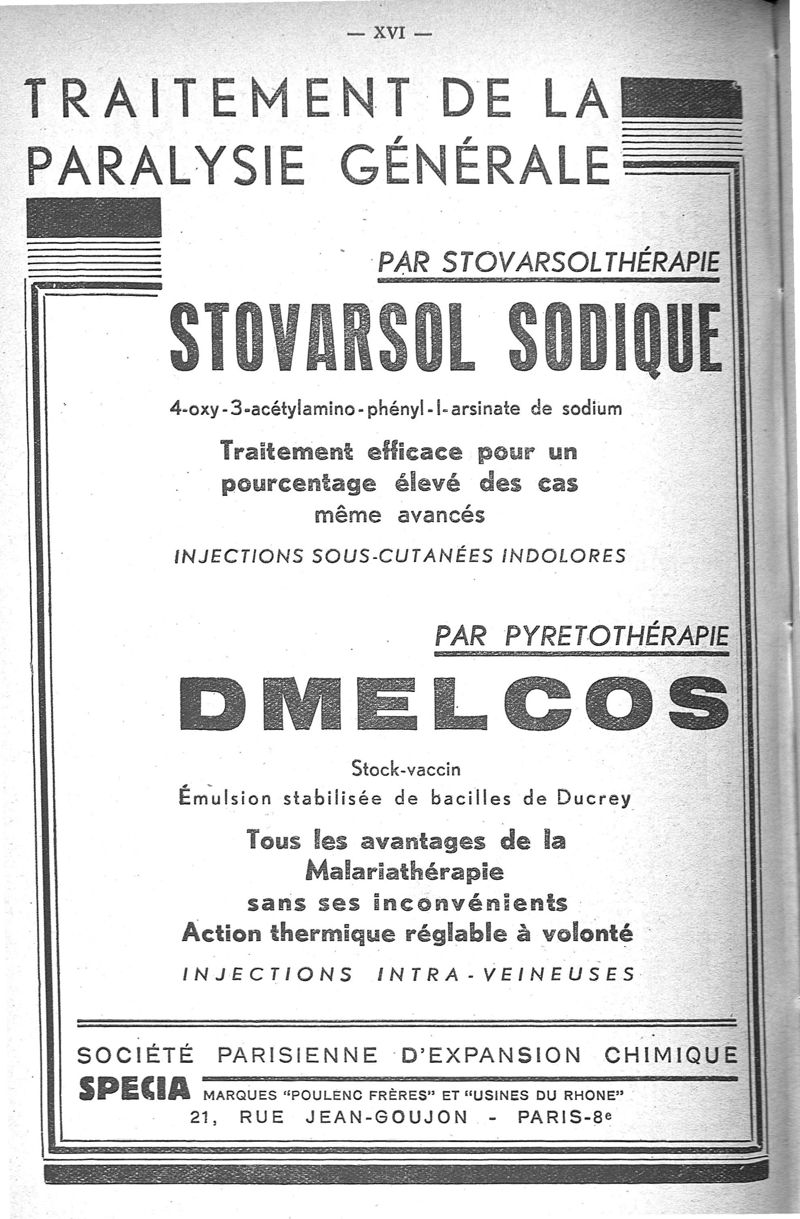 — XVI —
TRAITEMENT DE LA
PARALYSIE GÉNÉRALE
PAR STOVARSOLTHÉRAPIE
STOVARSOL SODIQUE
4-oxy-3-acétylamino-phényl-1-arsinate de sodium
Traitement efficace pour un
pourcentage élevé des cas
même avancés
INJECTIONS SOUS-CUTANÉES INDOLORES
PAR PYRETOTHÉRAPIE
DMELCOS
Stock-vaccin
Émulsion stabilisée de bacilles de Ducrey
Tous les avantages de la
Malariathérapie
sans ses inconvénients
Action thermique réglable à volonté
INJECTIONS INTRA-VEINEUSES
SOCIÉTÉ PARISIENNE D'EXPANSION CHIMIQUE
SPECIA MARQUES "POULENC FRÈRES" ET "USINES DU RHONE"
21, RUE JEAN-GOUJON - PARIS-8e